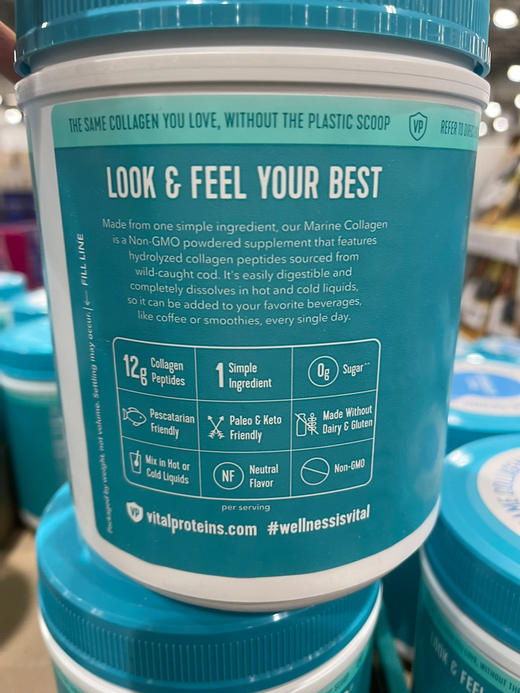 THE SAME COLLAGEN YOU LOVE, WITHOUT THE PLASTIC SCOOP
VP
REFER TO
LOOK & FEEL YOUR BEST
Made from one simple ingredient, our Marine Collagen
is a Non-GMO powdered supplement that features
hydrolyzed collagen peptides sourced from
wild-caught cod. It's easily digestible and
completely dissolves in hot and cold liquids,
so it can be added to your favorite beverages,
like coffee or smoothies, every single day.
Packaged by weight, not volume. Settling may occur. ← FILL LINE
12g Collagen
Peptides
1 Simple
Ingredient
0g Sugar**
Pescatarian
Friendly
Paleo & Keto
Friendly
Made Without
Dairy & Gluten
Mix in Hot or
Cold Liquids
NF Neutral
Flavor
Non-GMO
per serving
VP vitalproteins.com #wellnessisvital
LOOK & FEE